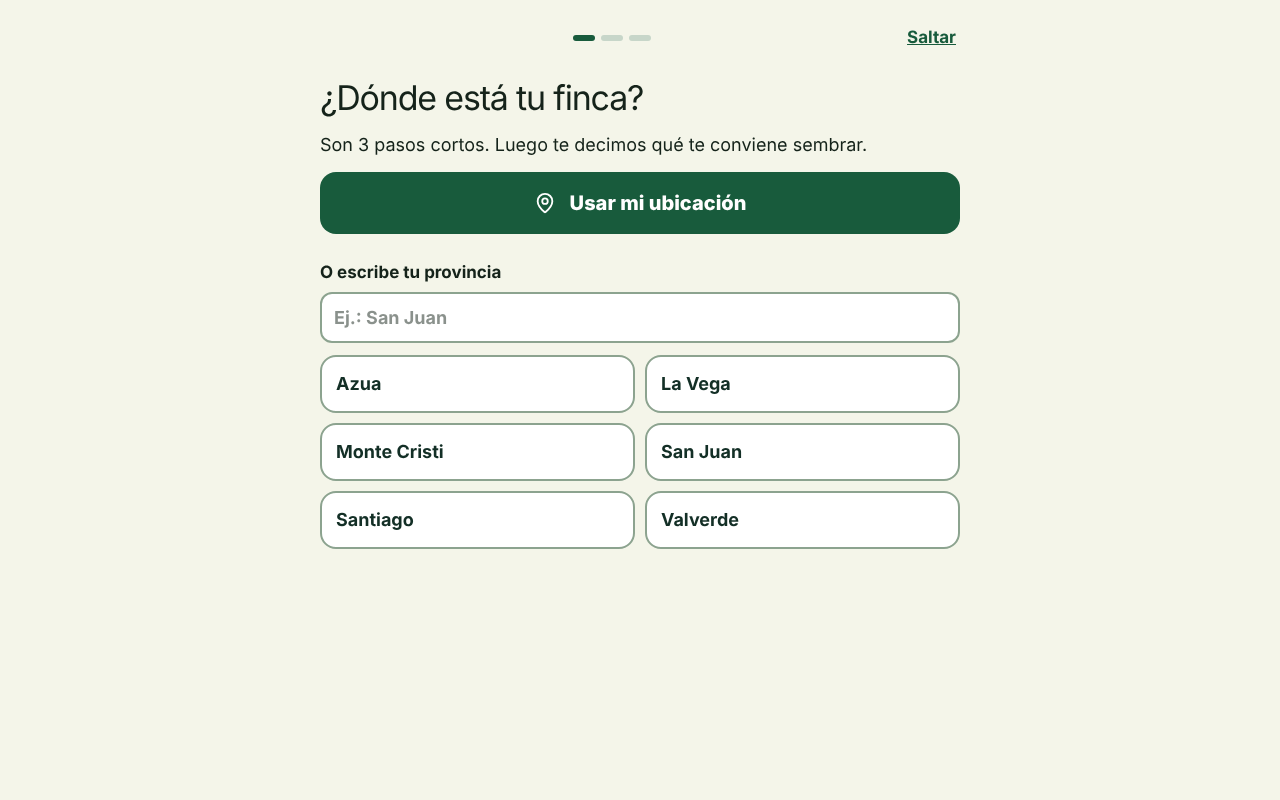 Saltar
¿Dónde está tu finca?
Son 3 pasos cortos. Luego te decimos qué te conviene sembrar.
Usar mi ubicación
O escribe tu provincia
Ej.: San Juan
Azua
La Vega
Monte Cristi
San Juan
Santiago
Valverde